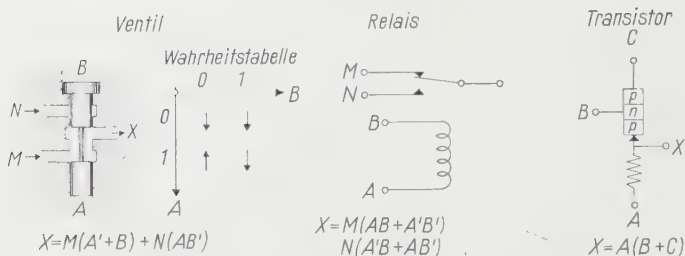 Ventil
Relais
Transistor
Wahrheitstabelle
0 1
B
B
0
1
A
N
X
M
A
X=M(A'+B)+N(AB')
M
N
B
A
X=M(AB+A'B')
N(A'B+AB')
C
p
n
p
B
X
A
X=A(B+C)